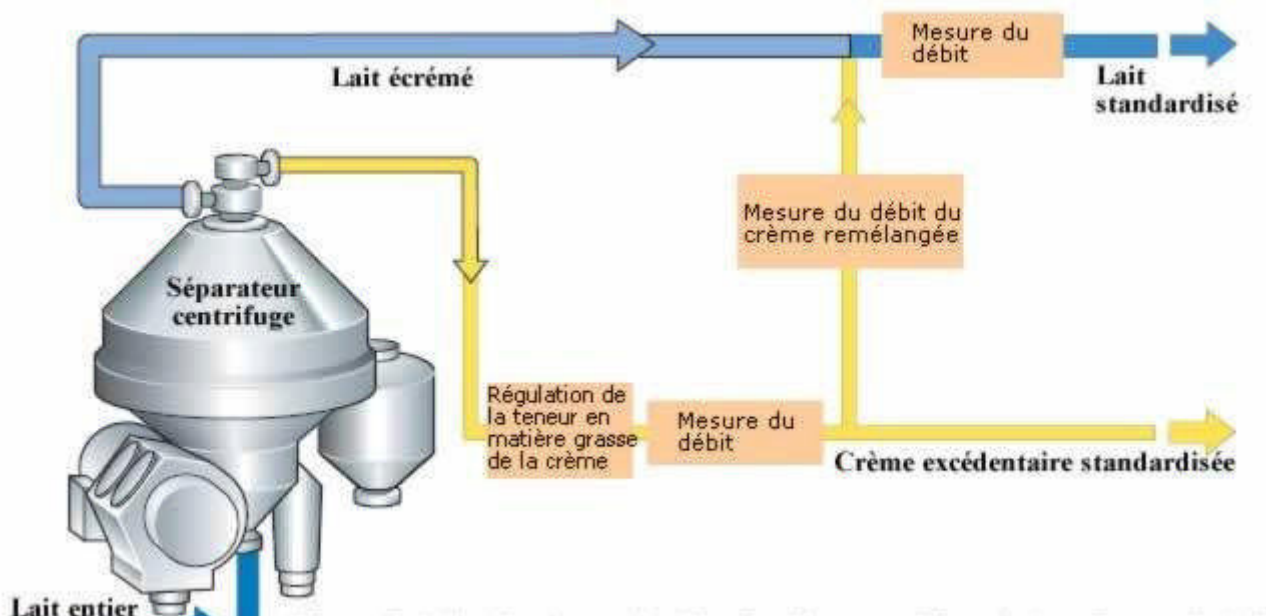 Mesure du
débit
Lait écrémé
Lait
standardisé
Mesure du débit du
crème remélangée
Séparateur
centrifuge
Régulation de
la teneur en
matière grasse
de la crème
Mesure du
débit
Crème excédentaire standardisée
Lait entier